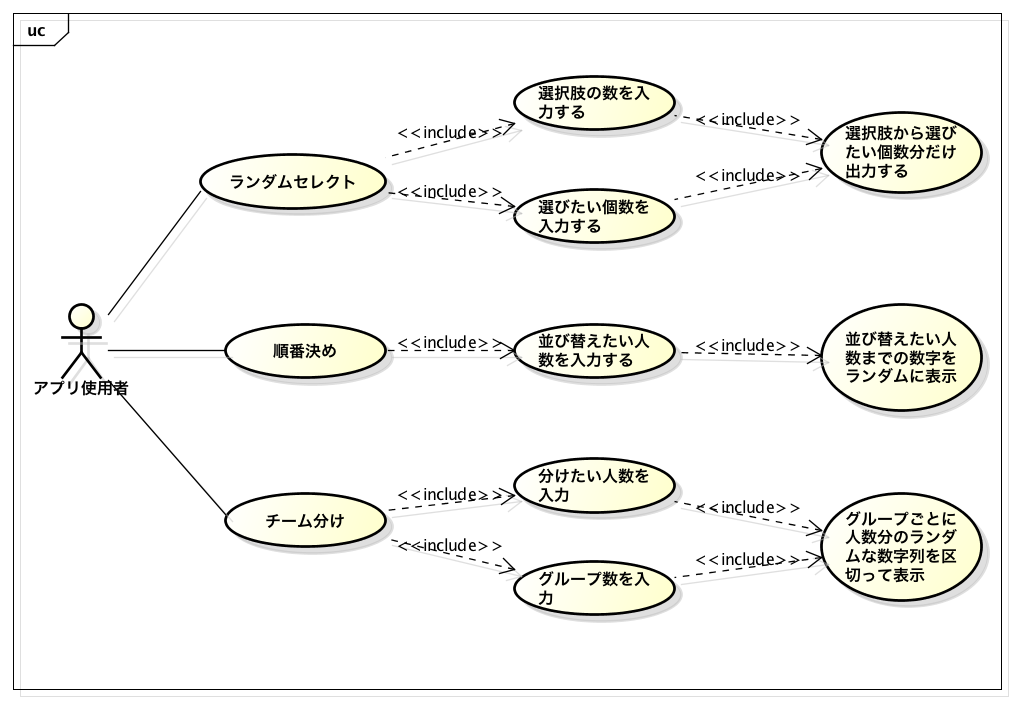 uc
選択肢の数を入
力する
<<include>>
<<include>>
選択肢から選び
たい個数分だけ
出力する
ランダムセレクト
<<include>>
<<include>>
選びたい個数を
入力する
アプリ使用者
順番決め
<<include>>
並び替えたい人
数を入力する
<<include>>
並び替えたい人
数までの数字を
ランダムに表示
チーム分け
<<include>>
分けたい人数を
入力
<<include>>
グループごとに
人数分のランダ
ムな数字列を区
切って表示
<<include>>
グループ数を入
力
<<include>>